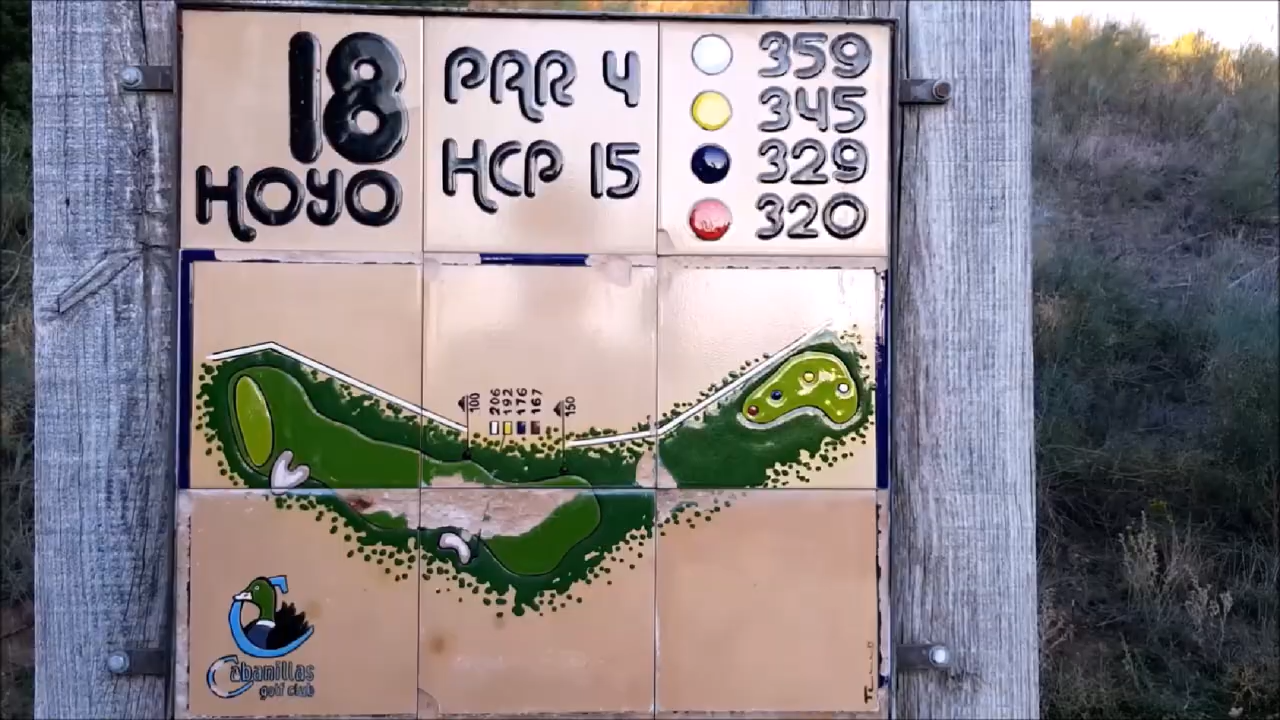 18
HOYO
PAR 4
HCP 15
359
345
329
320
100
206
192
176
167
150
Cabanillas
golf club